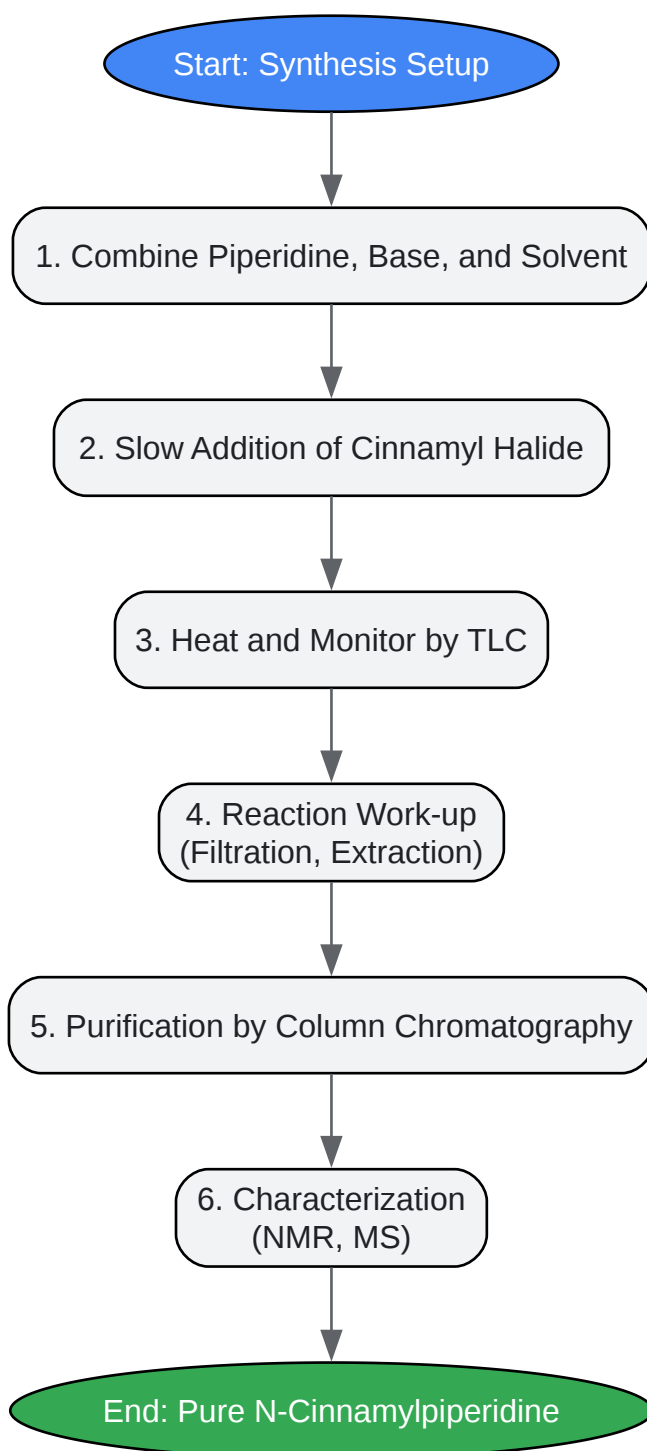 Start: Synthesis Setup
1. Combine Piperidine, Base, and Solvent
2. Slow Addition of Cinnamyl Halide
3. Heat and Monitor by TLC
4. Reaction Work-up
(Filtration, Extraction)
5. Purification by Column Chromatography
6. Characterization
(NMR, MS)
End: Pure N-Cinnamylpiperidine